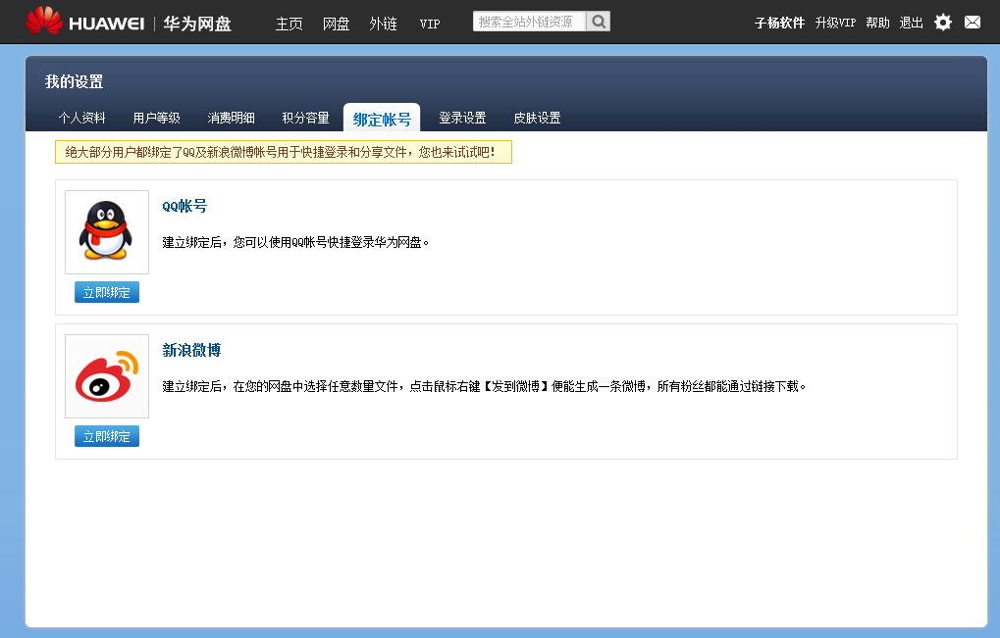 HUAWEI | 华为网盘 主页 网盘 外链 VIP 搜索全站外链资源 子杨软件 升级VIP 帮助 退出
我的设置
个人资料 用户等级 消费明细 积分容量 绑定帐号 登录设置 皮肤设置
绝大部分用户都绑定了QQ及新浪微博帐号用于快捷登录和分享文件，您也来试试吧！
QQ帐号
建立绑定后，您可以使用QQ帐号快捷登录华为网盘。
立即绑定
新浪微博
建立绑定后，在您的网盘中选择任意数量文件，点击鼠标右键【发到微博】便能生成一条微博，所有粉丝都能通过链接下载。
立即绑定